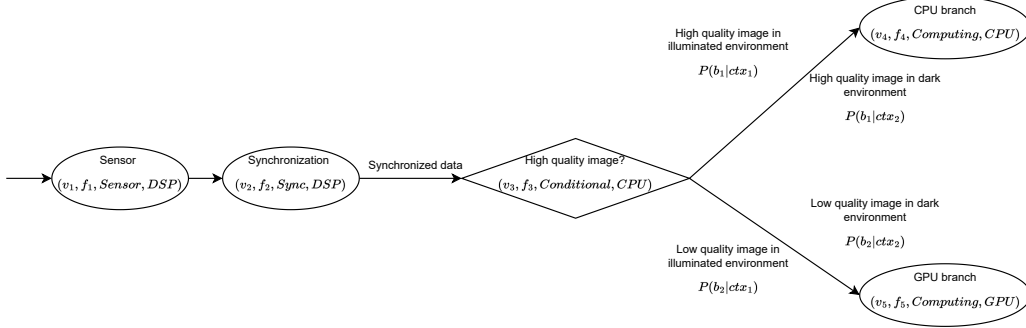 CPU branch
(v₄, f₄, Computing, CPU)
High quality image in
illuminated environment
P(b₁|ctx₁)
High quality image in dark
environment
P(b₁|ctx₂)
Sensor
(v₁, f₁, Sensor, DSP)
Synchronization
(v₂, f₂, Sync, DSP)
Synchronized data
High quality image?
(v₃, f₃, Conditional, CPU)
Low quality image in dark
environment
P(b₂|ctx₂)
Low quality image in
illuminated environment
P(b₂|ctx₁)
GPU branch
(v₅, f₅, Computing, GPU)